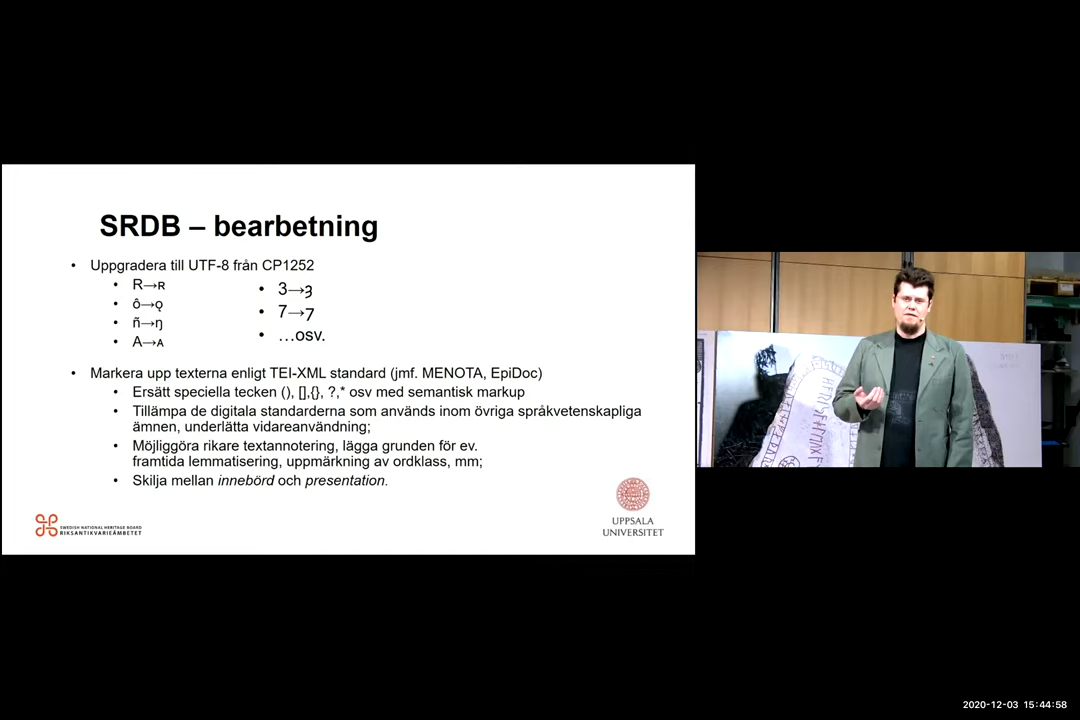 SRDB – bearbetning
• Uppgradera till UTF-8 från CP1252
• R→ʀ
• ô→ǫ
• ñ→ŋ
• A→ᴀ
• 3→ȝ
• 7→⁊
• …osv.
• Markera upp texterna enligt TEI-XML standard (jmf. MENOTA, EpiDoc)
• Ersätt speciella tecken (), [],{}, ?,* osv med semantisk markup
• Tillämpa de digitala standarderna som används inom övriga språkvetenskapliga
ämnen, underlätta vidareanvändning;
• Möjliggöra rikare textannotering, lägga grunden för ev.
framtida lemmatisering, uppmärkning av ordklass, mm;
• Skilja mellan innebörd och presentation.
SWEDISH NATIONAL HERITAGE BOARD
RIKSANTIKVARIEÄMBETET
UPPSALA
UNIVERSITET
2020-12-03 15:44:58